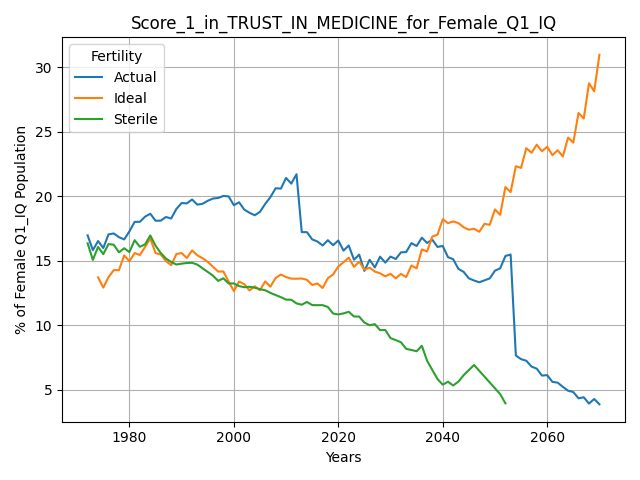 Score_1_in_TRUST_IN_MEDICINE_for_Female_Q1_IQ
Fertility
Actual
Ideal
Sterile
% of Female Q1_IQ Population
30
25
20
15
10
5
1980 2000 2020 2040 2060
Years